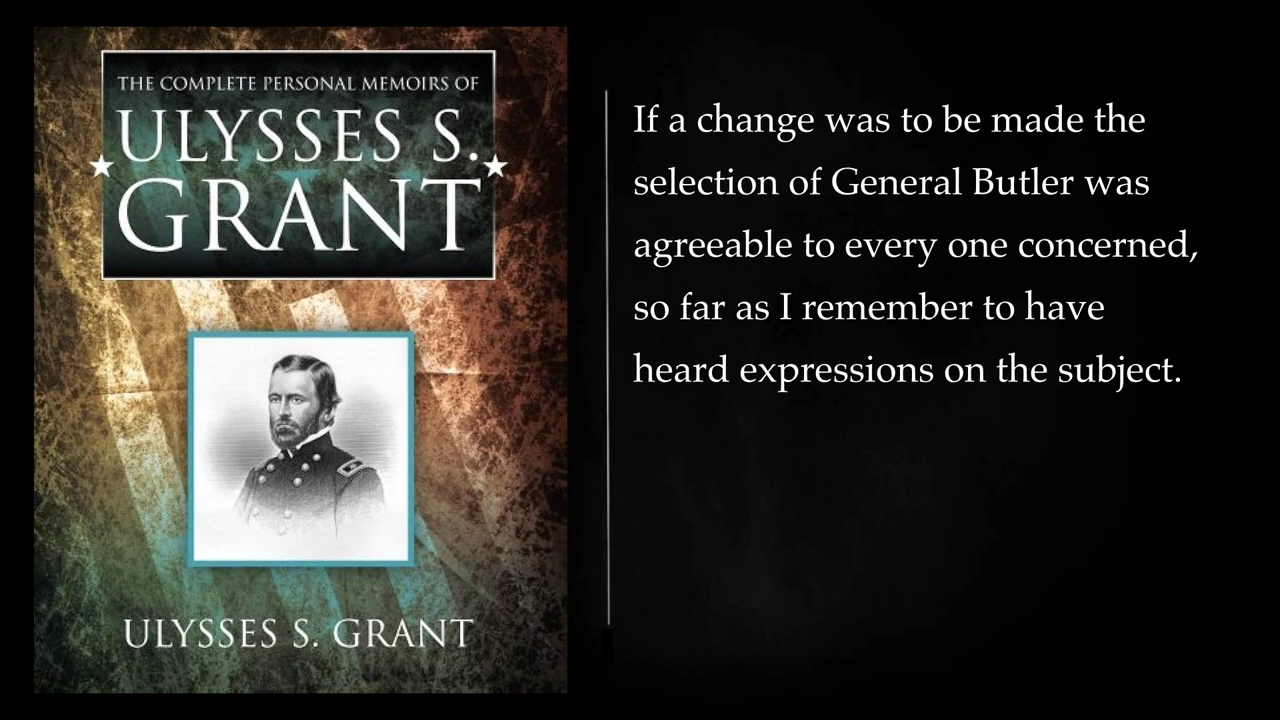 THE COMPLETE PERSONAL MEMOIRS OF
ULYSSES S.
GRANT
ULYSSES S. GRANT
If a change was to be made the
selection of General Butler was
agreeable to every one concerned,
so far as I remember to have
heard expressions on the subject.